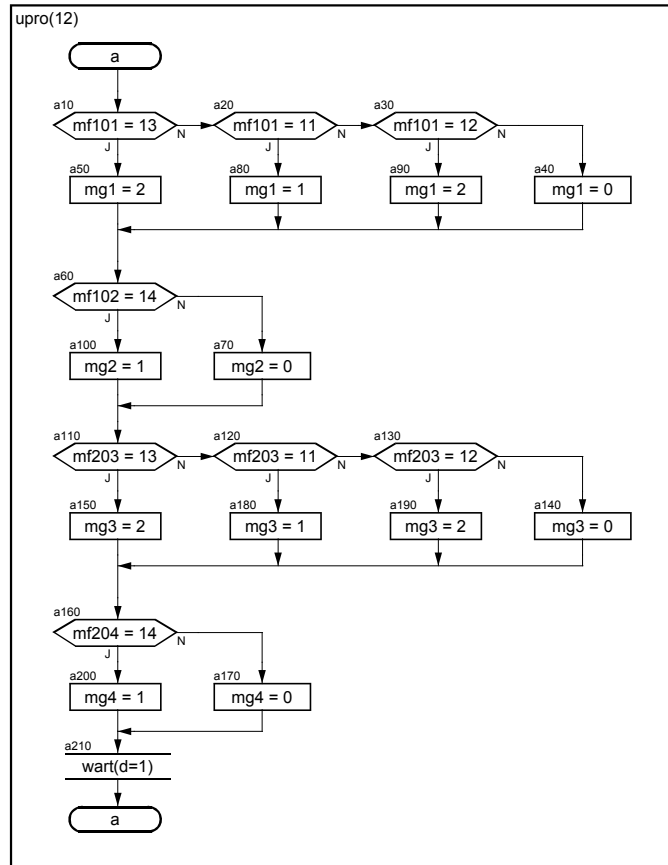 upro(12)
a
a10 a20 a30
mf101 = 13 N mf101 = 11 N mf101 = 12 N
J J J
a50 a80 a90 a40
mg1 = 2 mg1 = 1 mg1 = 2 mg1 = 0
a60
mf102 = 14 N
J
a100 a70
mg2 = 1 mg2 = 0
a110 a120 a130
mf203 = 13 N mf203 = 11 N mf203 = 12 N
J J J
a150 a180 a190 a140
mg3 = 2 mg3 = 1 mg3 = 2 mg3 = 0
a160
mf204 = 14 N
J
a200 a170
mg4 = 1 mg4 = 0
a210
wart(d=1)
a